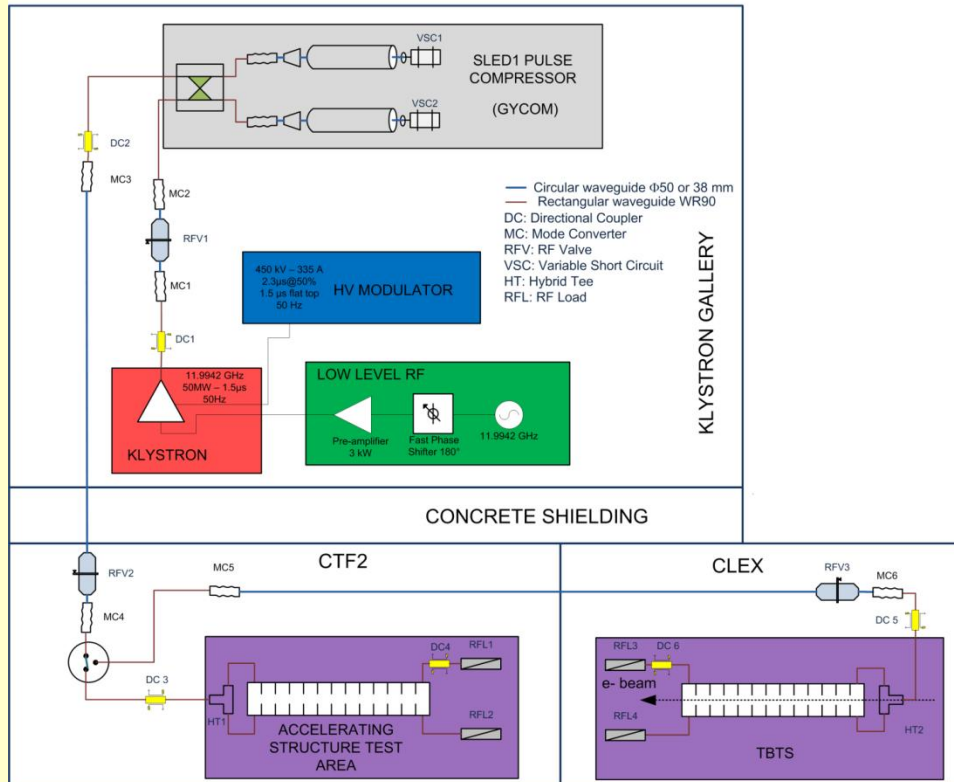 VSC1
SLED1 PULSE
COMPRESSOR
(GYCOM)
VSC2
DC2
MC3
MC2
RFV1
MC1
DC1
Circular waveguide Φ50 or 38 mm
Rectangular waveguide WR90
DC: Directional Coupler
MC: Mode Converter
RFV: RF Valve
VSC: Variable Short Circuit
HT: Hybrid Tee
RFL: RF Load
KLYSTRON GALLERY
450 kV – 335 A
2.3µs@50%
1.5 µs flat top
50 Hz
HV MODULATOR
11.9942 GHz
50MW – 1.5µs
50Hz
KLYSTRON
LOW LEVEL RF
Pre-amplifier
3 kW
Fast Phase
Shifter 180°
11.9942 GHz
CONCRETE SHIELDING
CTF2
RFV2
MC5
MC4
DC 3
HT1
DC4
RFL1
RFL2
ACCELERATING
STRUCTURE TEST
AREA
CLEX
RFV3
MC6
DC 5
RFL3
DC 6
e- beam
RFL4
HT2
TBTS